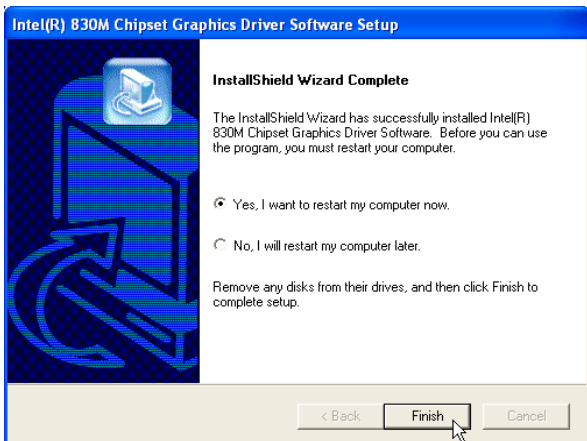 Intel(R) 830M Chipset Graphics Driver Software Setup
InstallShield Wizard Complete
The InstallShield Wizard has successfully installed Intel(R)
830M Chipset Graphics Driver Software. Before you can use
the program, you must restart your computer.
Yes, I want to restart my computer now.
No, I will restart my computer later.
Remove any disks from their drives, and then click Finish to
complete setup.
< Back Finish Cancel